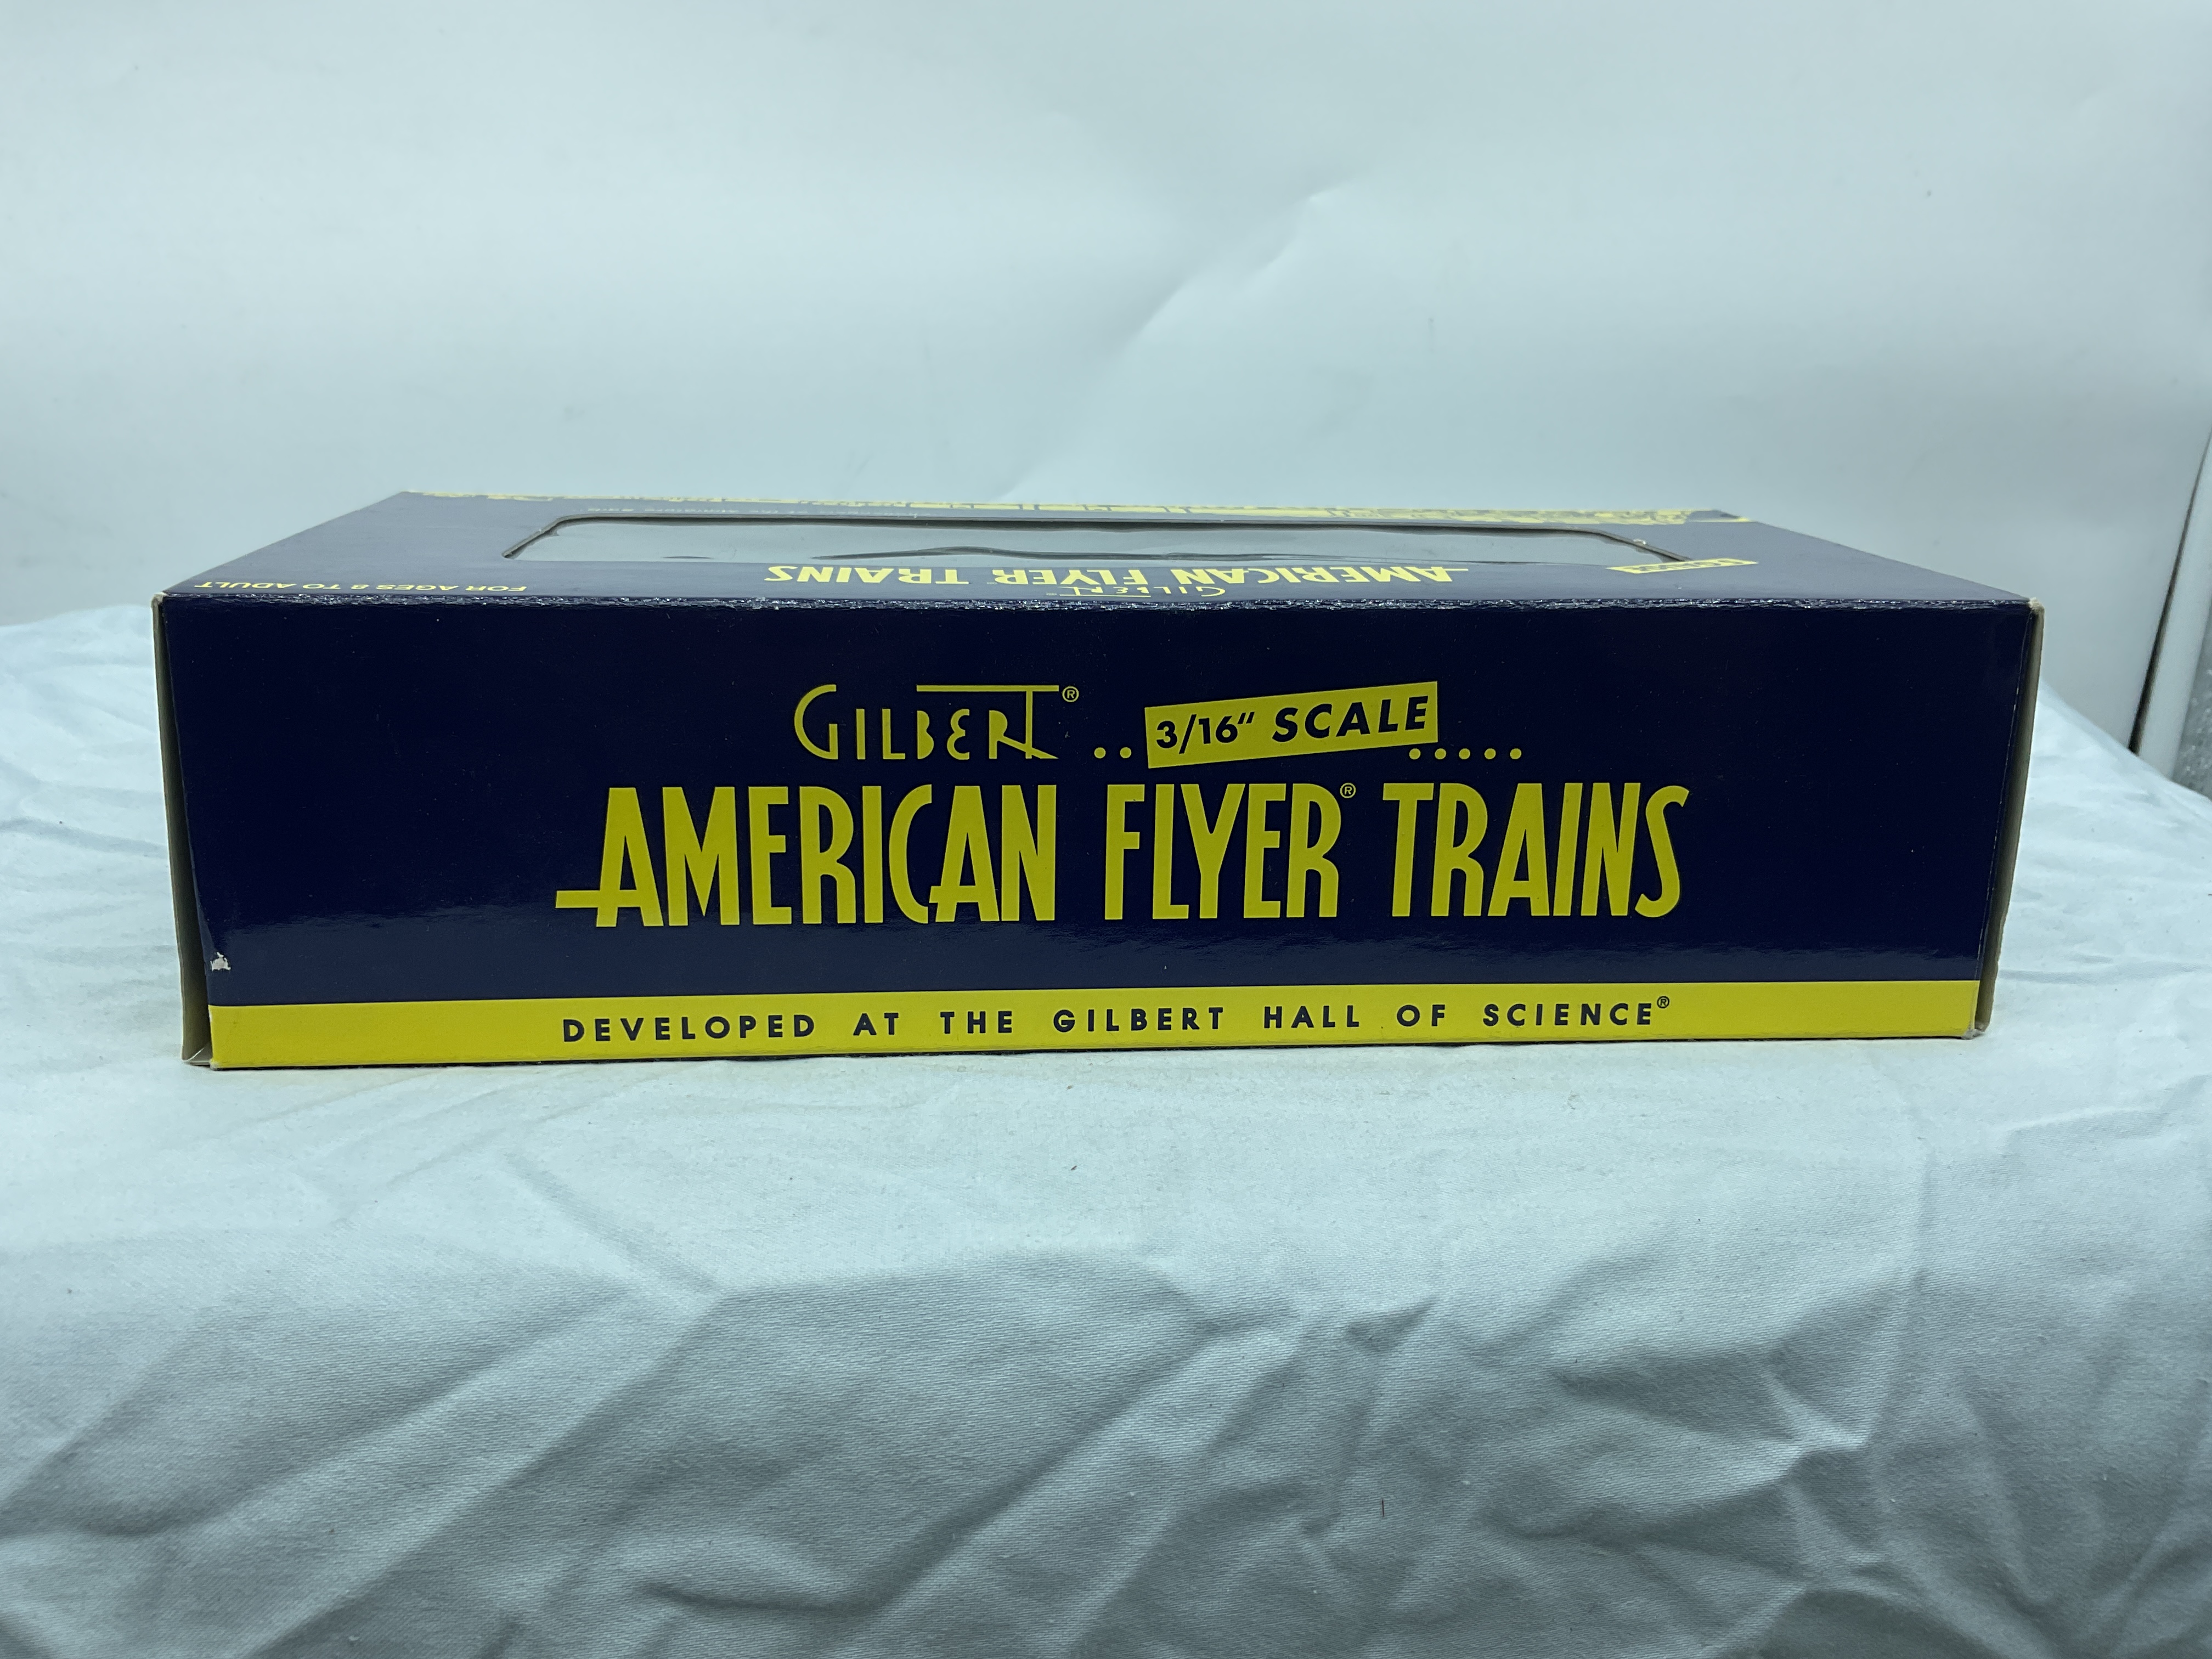 FOR AGES 8 TO ADULT
AMERICAN FLYER TRAINS
GILBERT™
GILBERT® .. 3/16“ SCALE .....
AMERICAN FLYER® TRAINS
DEVELOPED AT THE GILBERT HALL OF SCIENCE®